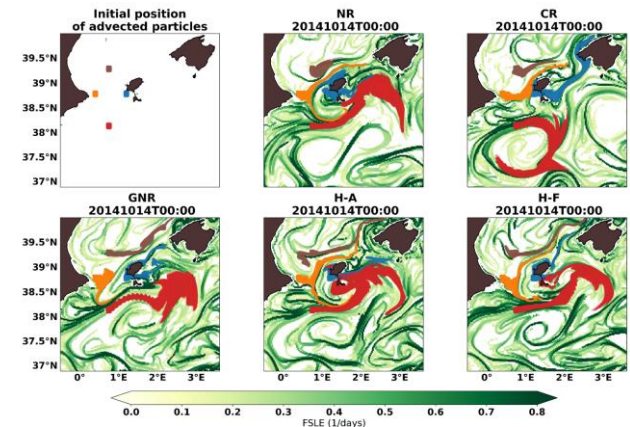 Initial position
of advected particles
NR
20141014T00:00
CR
20141014T00:00
39.5°N
39°N
38.5°N
38°N
37.5°N
37°N
GNR
20141014T00:00
H-A
20141014T00:00
H-F
20141014T00:00
39.5°N
39°N
38.5°N
38°N
37.5°N
37°N
0° 1°E 2°E 3°E
0° 1°E 2°E 3°E
0° 1°E 2°E 3°E
0.0 0.1 0.2 0.3 0.4 0.5 0.6 0.7 0.8
FSLE (1/days)